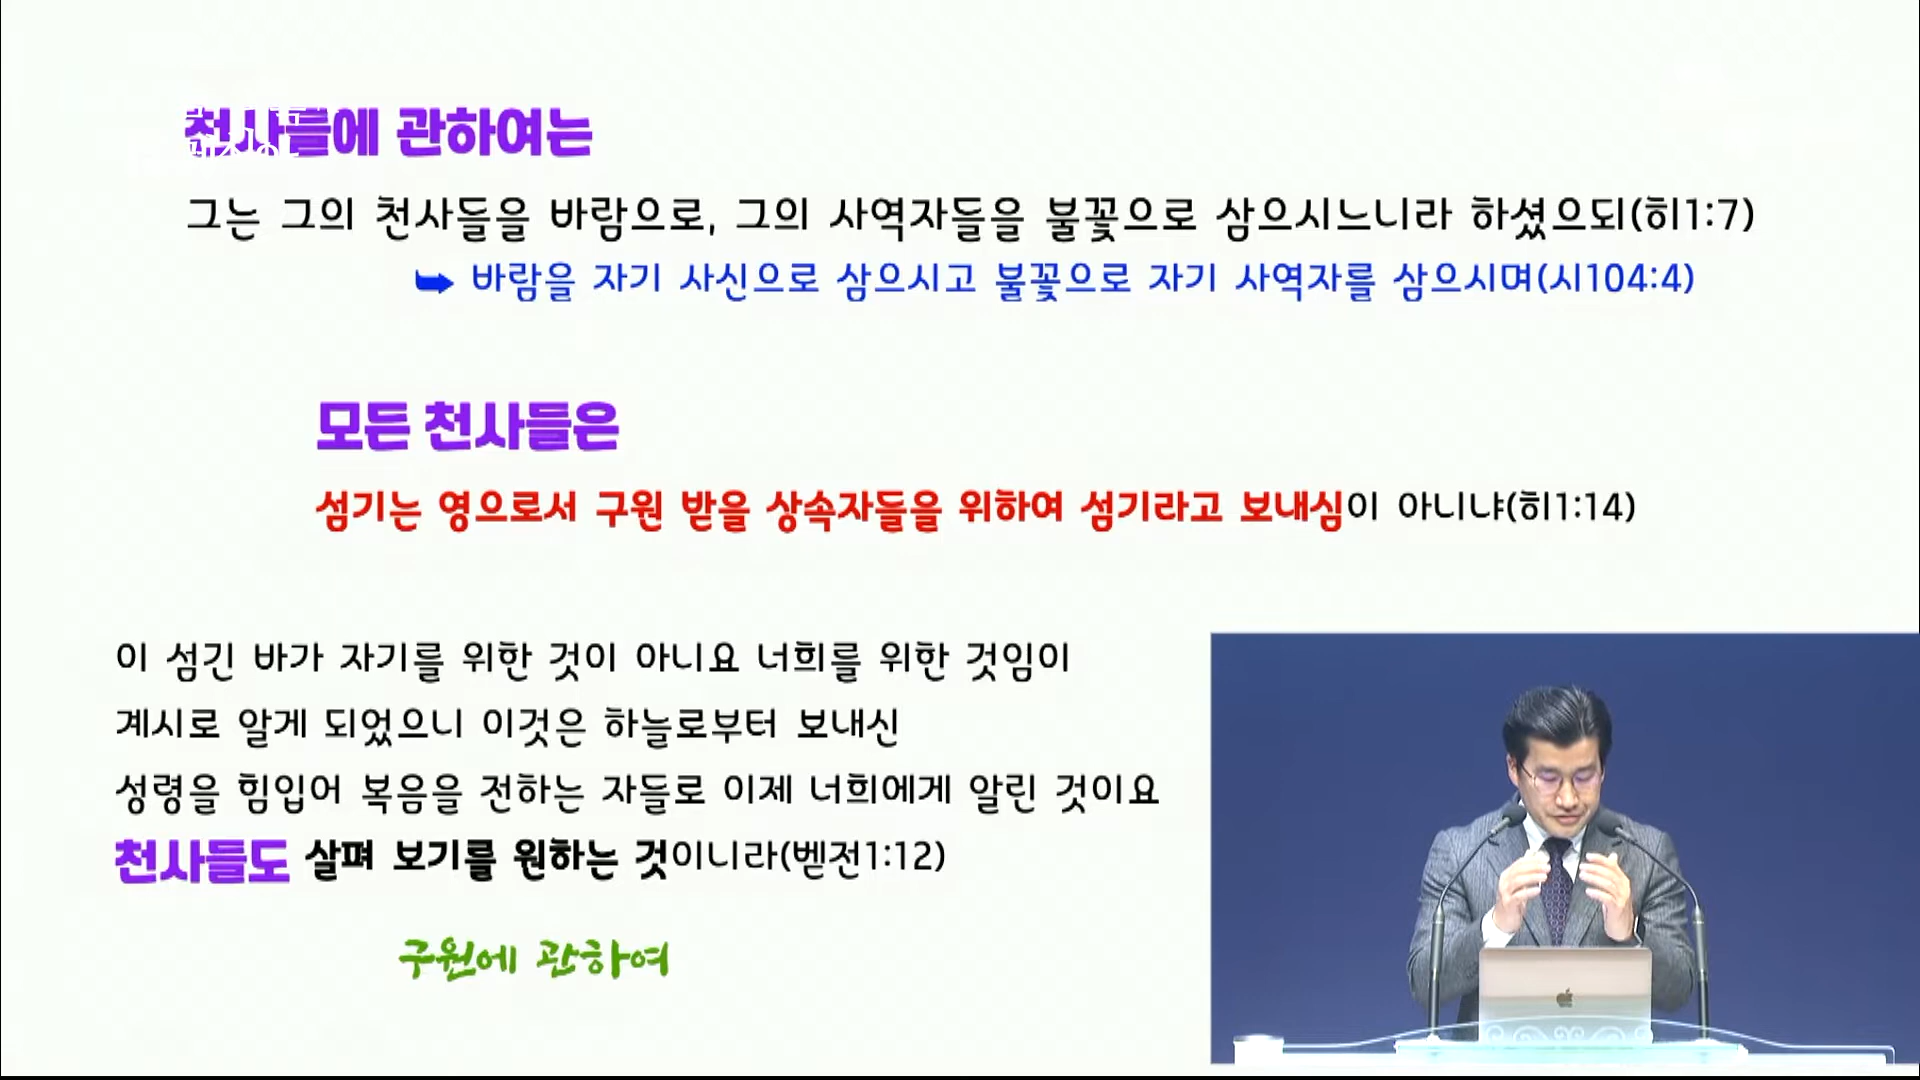 천사들에 관하여는
그는 그의 천사들을 바람으로, 그의 사역자들을 불꽃으로 삼으시느니라 하셨으되(히1:7)
➥ 바람을 자기 사신으로 삼으시고 불꽃으로 자기 사역자를 삼으시며(시104:4)
모든 천사들은
섬기는 영으로서 구원 받을 상속자들을 위하여 섬기라고 보내심이 아니냐(히1:14)
이 섬긴 바가 자기를 위한 것이 아니요 너희를 위한 것임이
계시로 알게 되었으니 이것은 하늘로부터 보내신
성령을 힘입어 복음을 전하는 자들로 이제 너희에게 알린 것이요
천사들도 살펴 보기를 원하는 것이니라(벧전1:12)
구원에 관하여